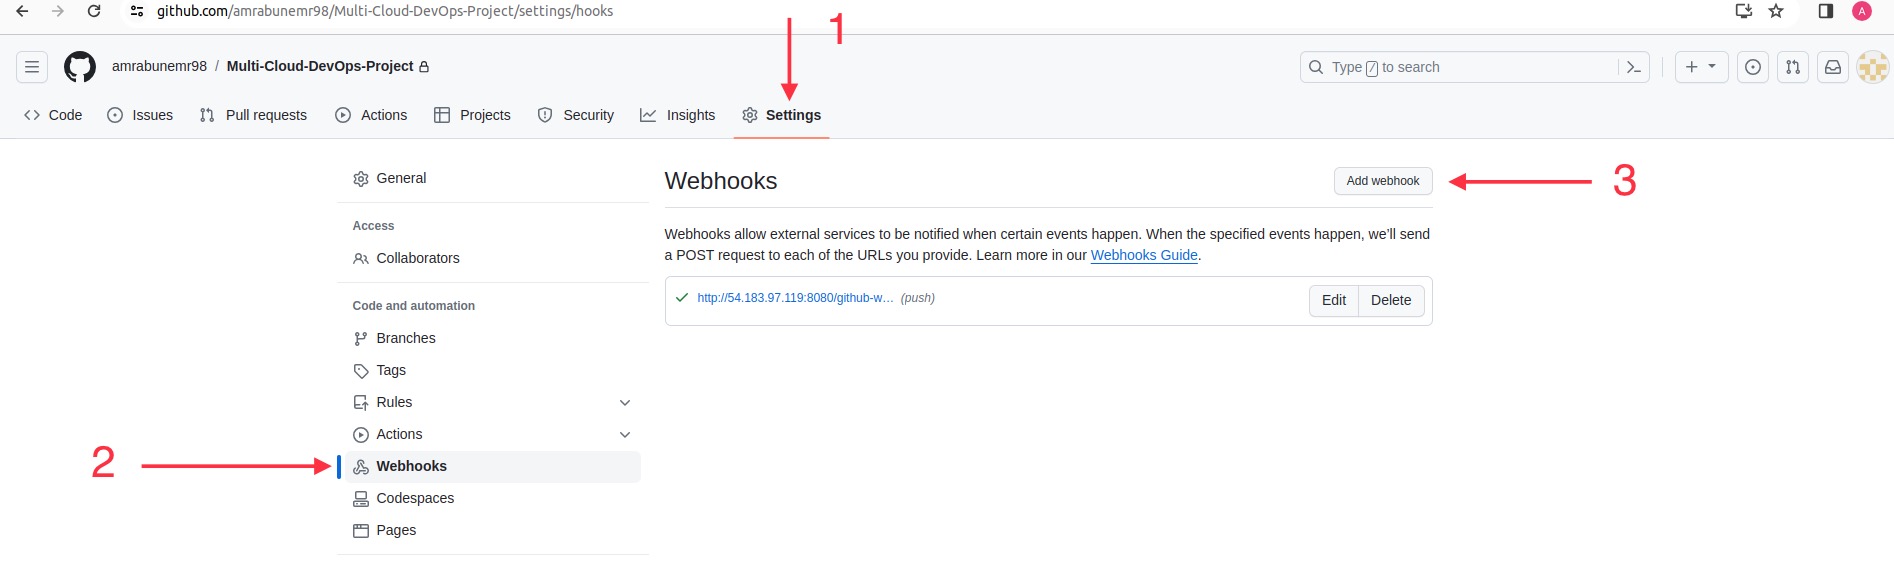 github.com/amrabunemr98/Multi-Cloud-DevOps-Project/settings/hooks
A
1
amrabunemr98 / Multi-Cloud-DevOps-Project
Type / to search
Code Issues Pull requests Actions Projects Security Insights Settings
General
Access
Collaborators
Code and automation
Branches
Tags
Rules
Actions
2
Webhooks
Codespaces
Pages
Webhooks
Add webhook
3
Webhooks allow external services to be notified when certain events happen. When the specified events happen, we'll send
a POST request to each of the URLs you provide. Learn more in our Webhooks Guide.
http://54.183.97.119:8080/github-w... (push)
Edit Delete